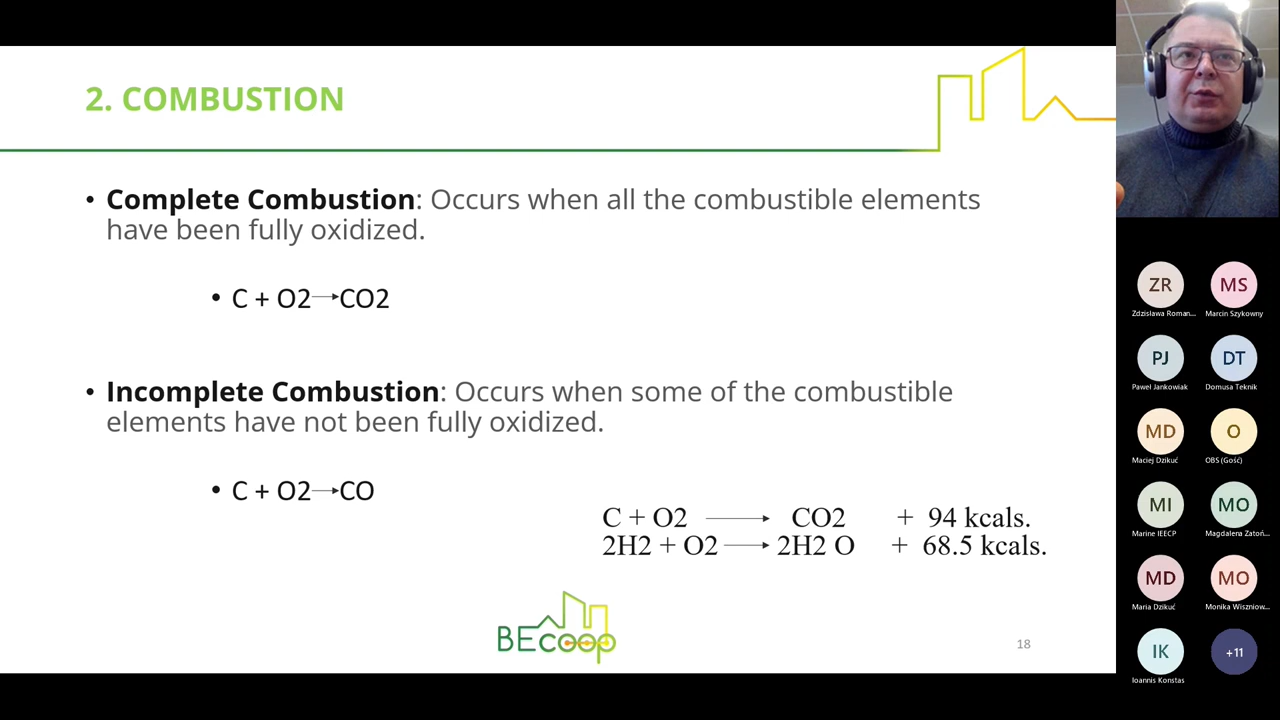 2. COMBUSTION
• Complete Combustion: Occurs when all the combustible elements
have been fully oxidized.
• C + O2→CO2
• Incomplete Combustion: Occurs when some of the combustible
elements have not been fully oxidized.
• C + O2→CO
C + O2 → CO2 + 94 kcals.
2H2 + O2 → 2H2 O + 68.5 kcals.
BECoop
18
ZR
MS
Zdzisława Roman...
Marcin Szykowny
PJ
DT
Paweł Jankowiak
Domusa Teknik
MD
O
Maciej Dzikuć
OBS (Gość)
MI
MO
Marine IEECP
Magdalena Zatoń...
MD
MO
Maria Dzikuć
Monika Wiszniow...
IK
+11
Ioannis Konstas